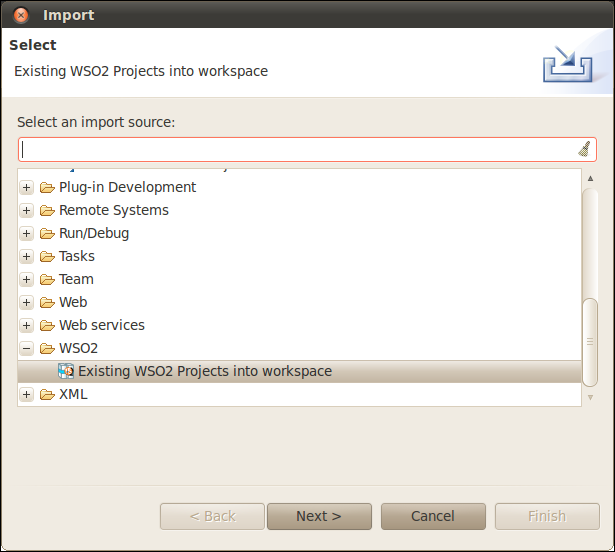 Import
Select
Existing WSO2 Projects into workspace
Select an import source:
Plug-in Development
Remote Systems
Run/Debug
Tasks
Team
Web
Web services
WSO2
Existing WSO2 Projects into workspace
XML
< Back Next > Cancel Finish